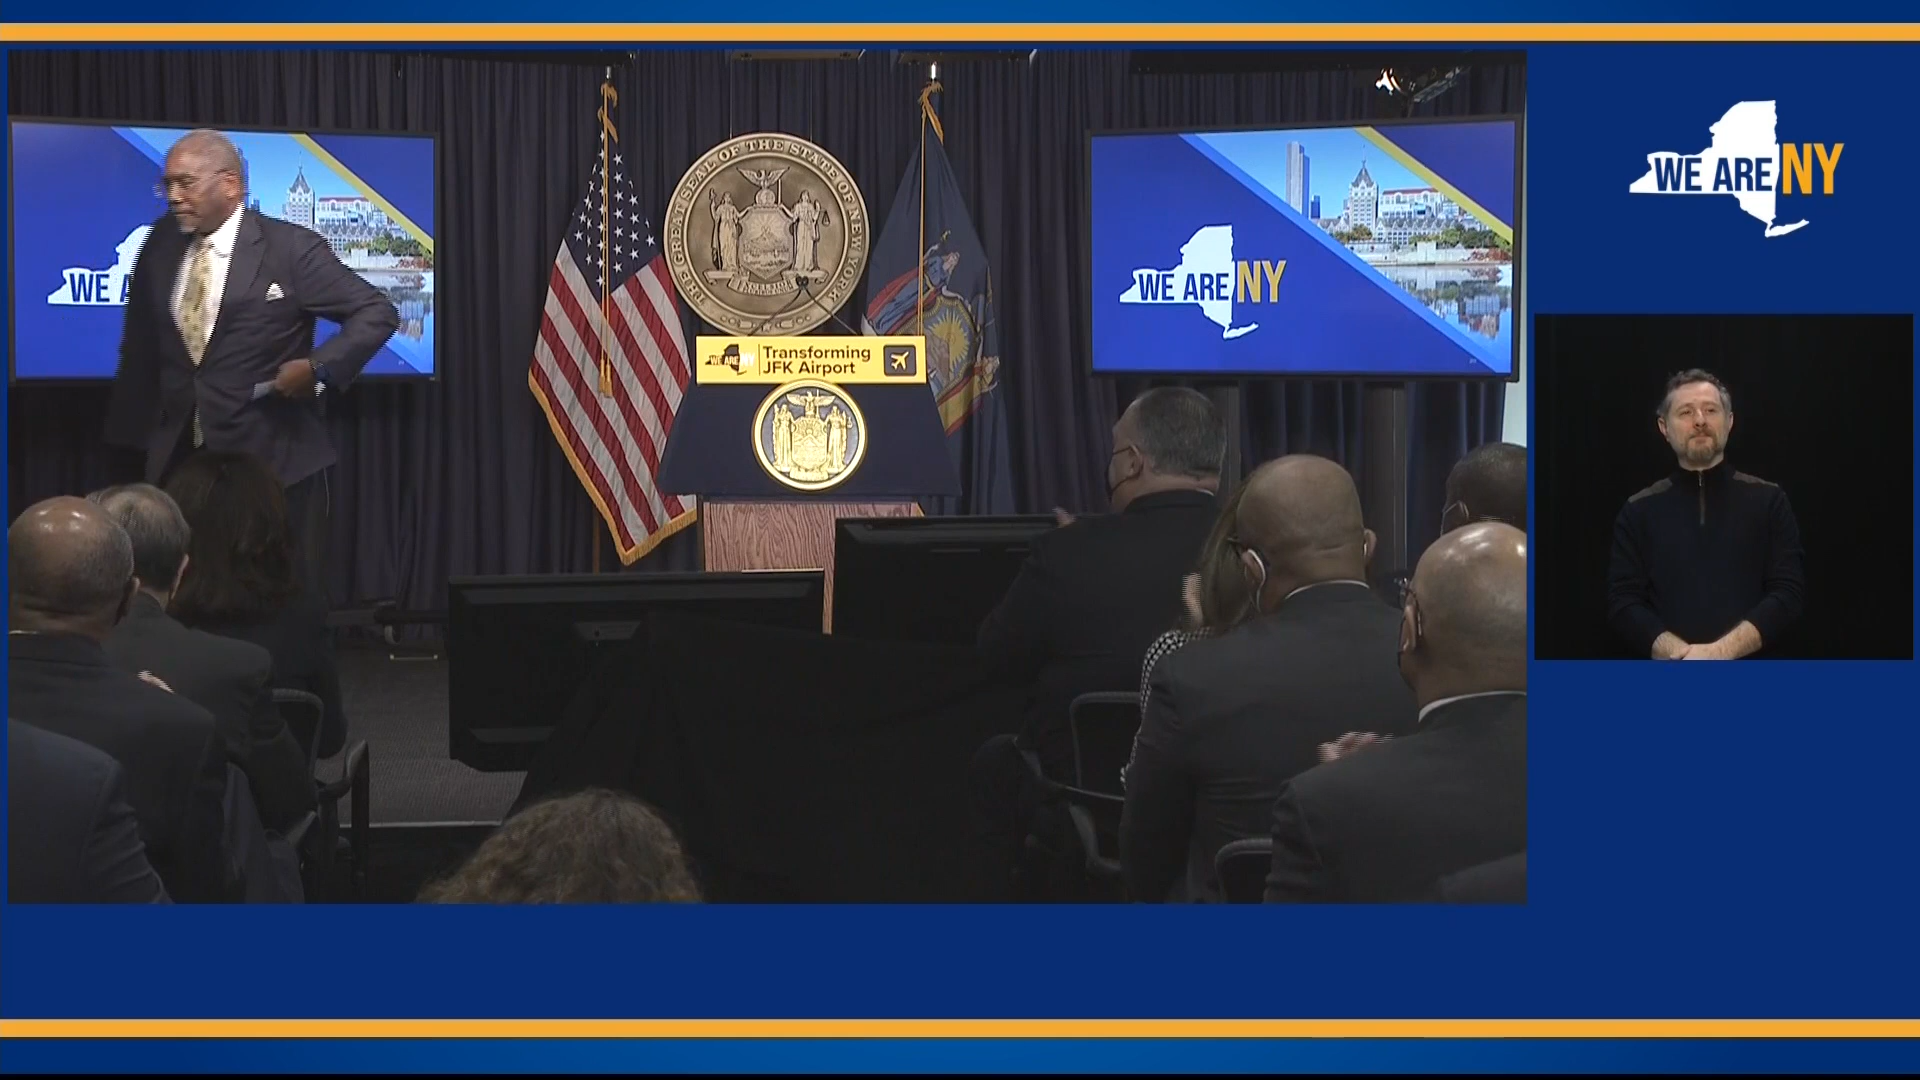 WE ARE NY
WE A
THE GREAT SEAL OF THE STATE OF NEW YORK
EXCELSIOR
WE ARE NY
WE ARE NY
Transforming
JFK Airport